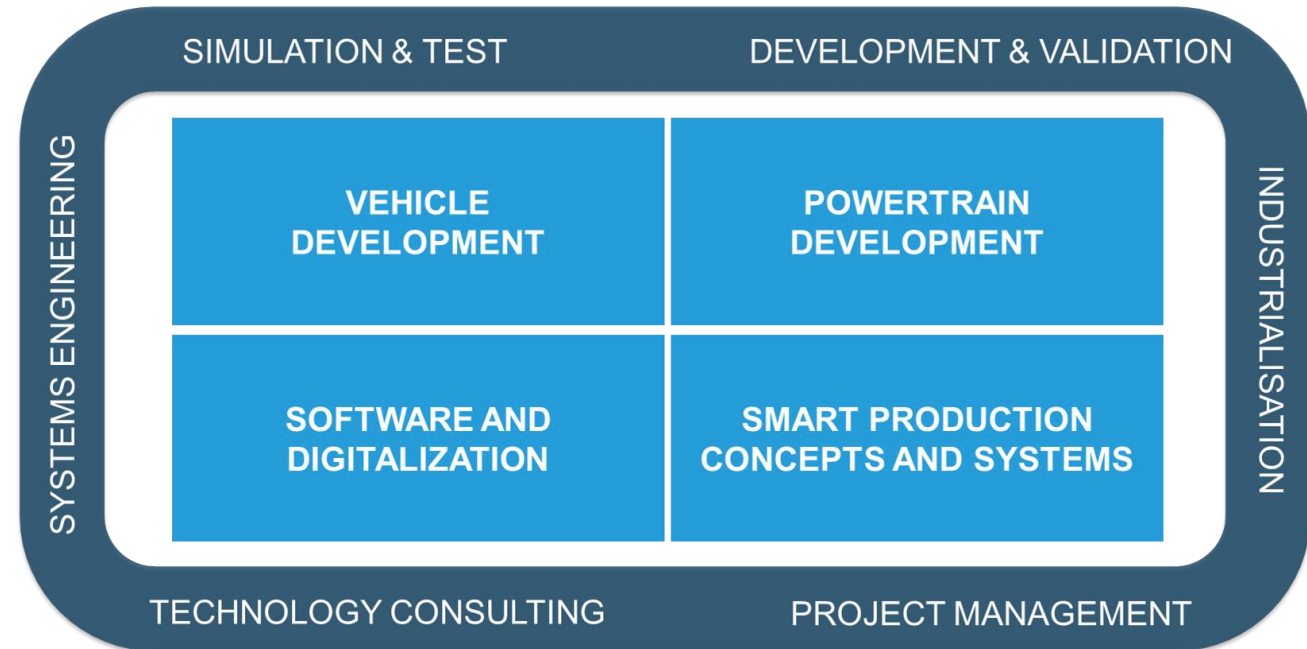 SIMULATION & TEST
DEVELOPMENT & VALIDATION
SYSTEMS ENGINEERING
VEHICLE
DEVELOPMENT
POWERTRAIN
DEVELOPMENT
INDUSTRIALISATION
SOFTWARE AND
DIGITALIZATION
SMART PRODUCTION
CONCEPTS AND SYSTEMS
TECHNOLOGY CONSULTING
PROJECT MANAGEMENT